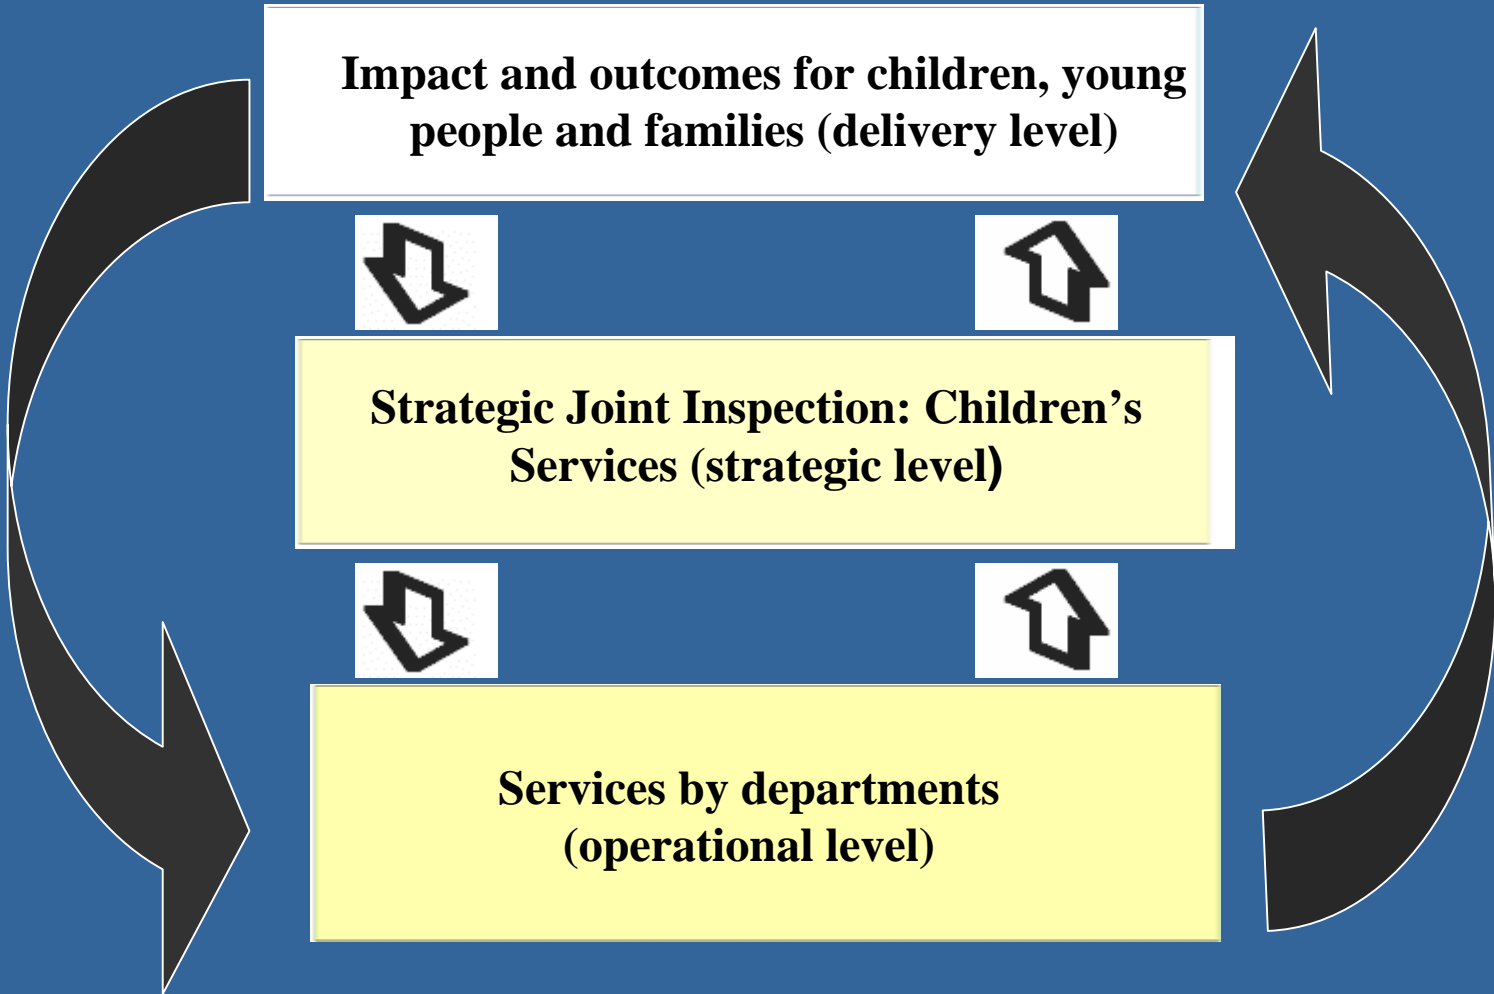 Impact and outcomes for children, young
people and families (delivery level)
Strategic Joint Inspection: Children’s
Services (strategic level)
Services by departments
(operational level)